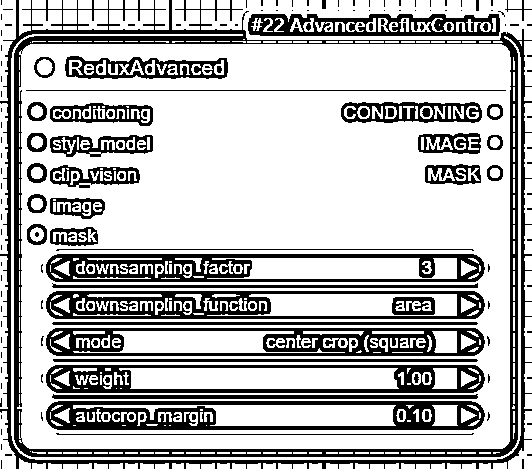 #22 AdvancedRefluxControl
ReduxAdvanced
conditioning CONDITIONING
style_model IMAGE
clip_vision MASK
image
mask
downsampling_factor 3
downsampling_function area
mode center crop (square)
weight 1.00
autocrop_margin 0.10